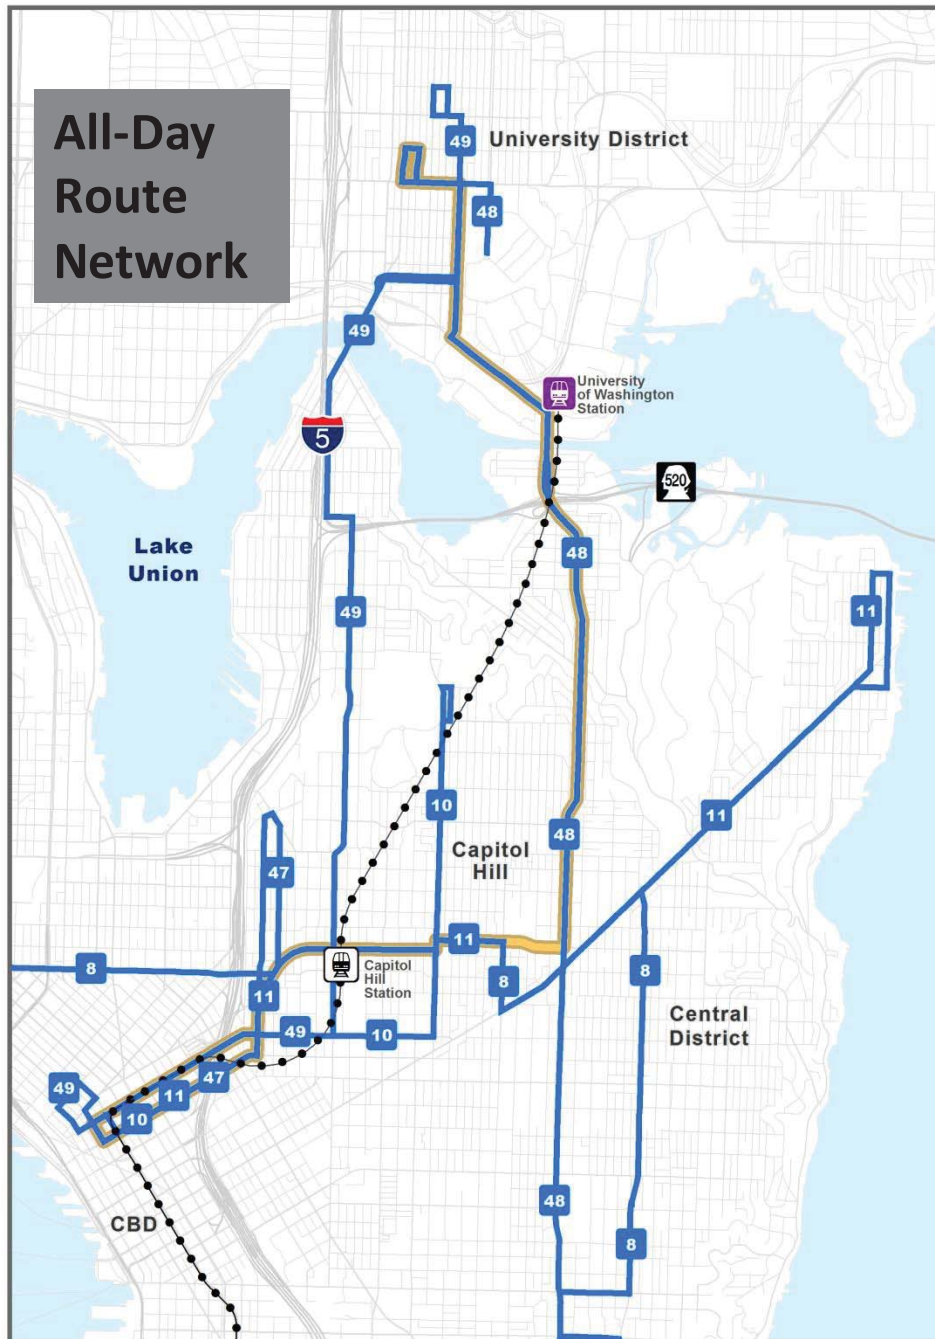 All-Day
Route
Network
49
University District
48
49
University
of Washington
Station
5
520
48
Lake
Union
49
11
10
11
48
Capitol
Hill
47
11
8
8
8
Capitol
Hill
Station
11
Central
District
49
10
47
49
11
10
48
CBD
8